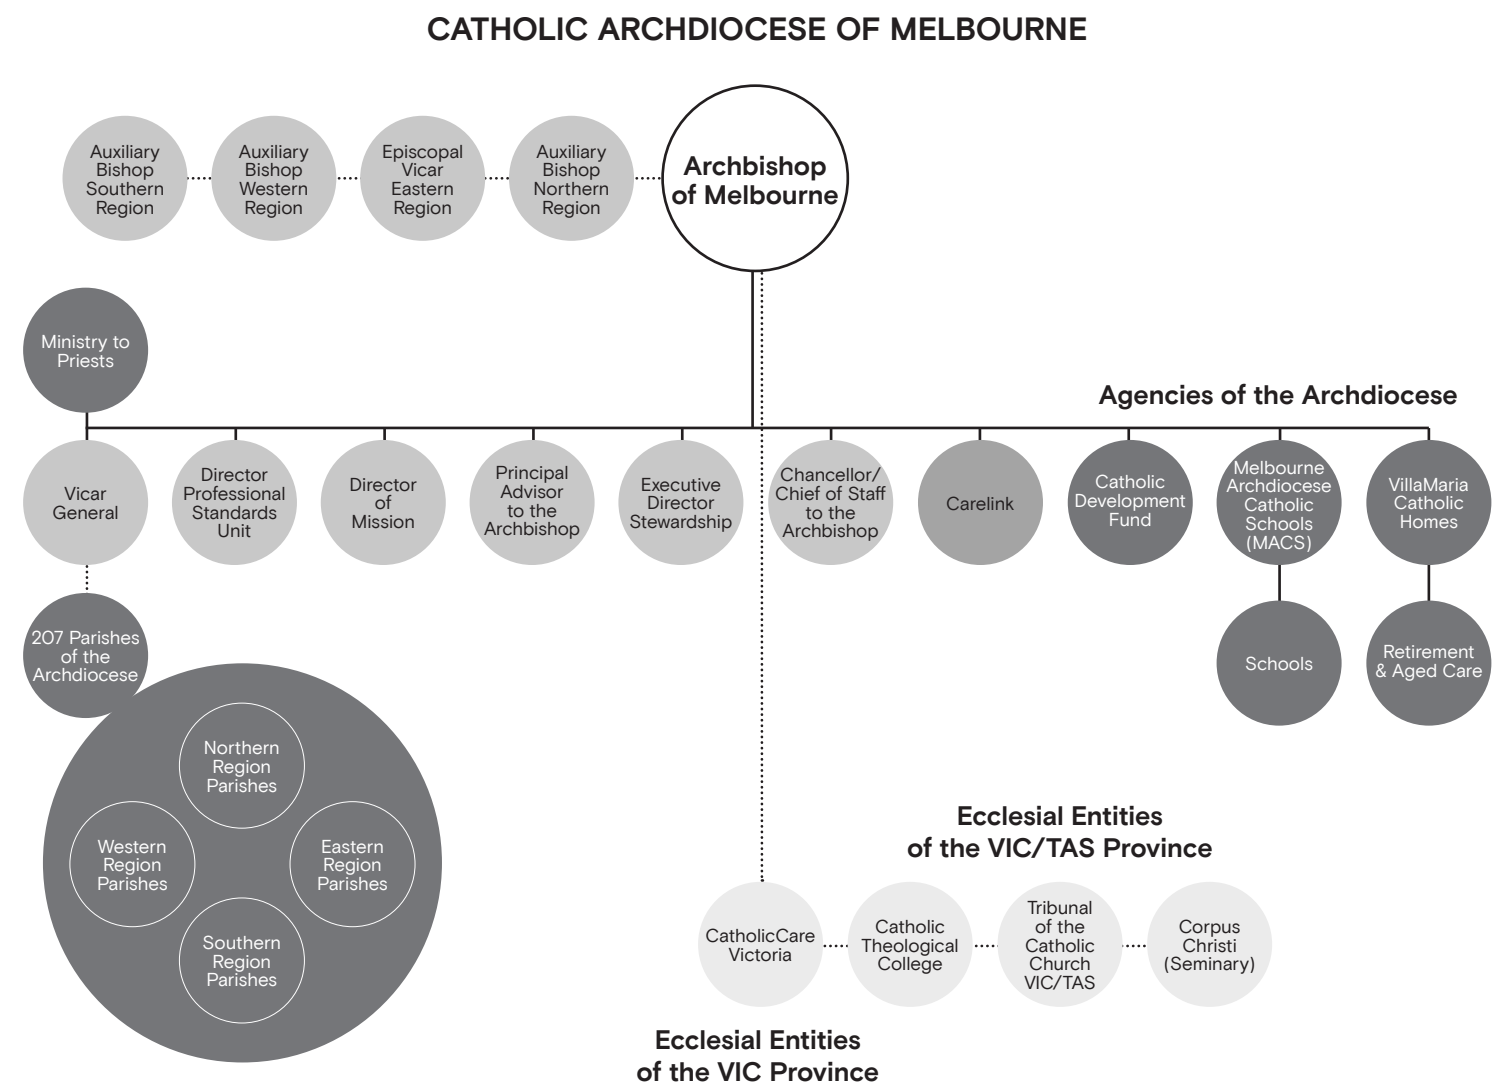 CATHOLIC ARCHDIOCESE OF MELBOURNE
Auxiliary
Bishop
Southern
Region
Auxiliary
Bishop
Western
Region
Episcopal
Vicar
Eastern
Region
Auxiliary
Bishop
Northern
Region
Archbishop
of Melbourne
Ministry to
Priests
Agencies of the Archdiocese
Vicar
General
Director
Professional
Standards
Unit
Director
of
Mission
Principal
Advisor
to the
Archbishop
Executive
Director
Stewardship
Chancellor/
Chief of Staff
to the
Archbishop
Carelink
Catholic
Development
Fund
Melbourne
Archdiocese
Catholic
Schools
(MACS)
VillaMaria
Catholic
Homes
207 Parishes
of the
Archdiocese
Schools
Retirement
& Aged Care
Northern
Region
Parishes
Western
Region
Parishes
Eastern
Region
Parishes
Southern
Region
Parishes
Ecclesial Entities
of the VIC/TAS Province
CatholicCare
Victoria
Catholic
Theological
College
Tribunal
of the
Catholic
Church
VIC/TAS
Corpus
Christi
(Seminary)
Ecclesial Entities
of the VIC Province